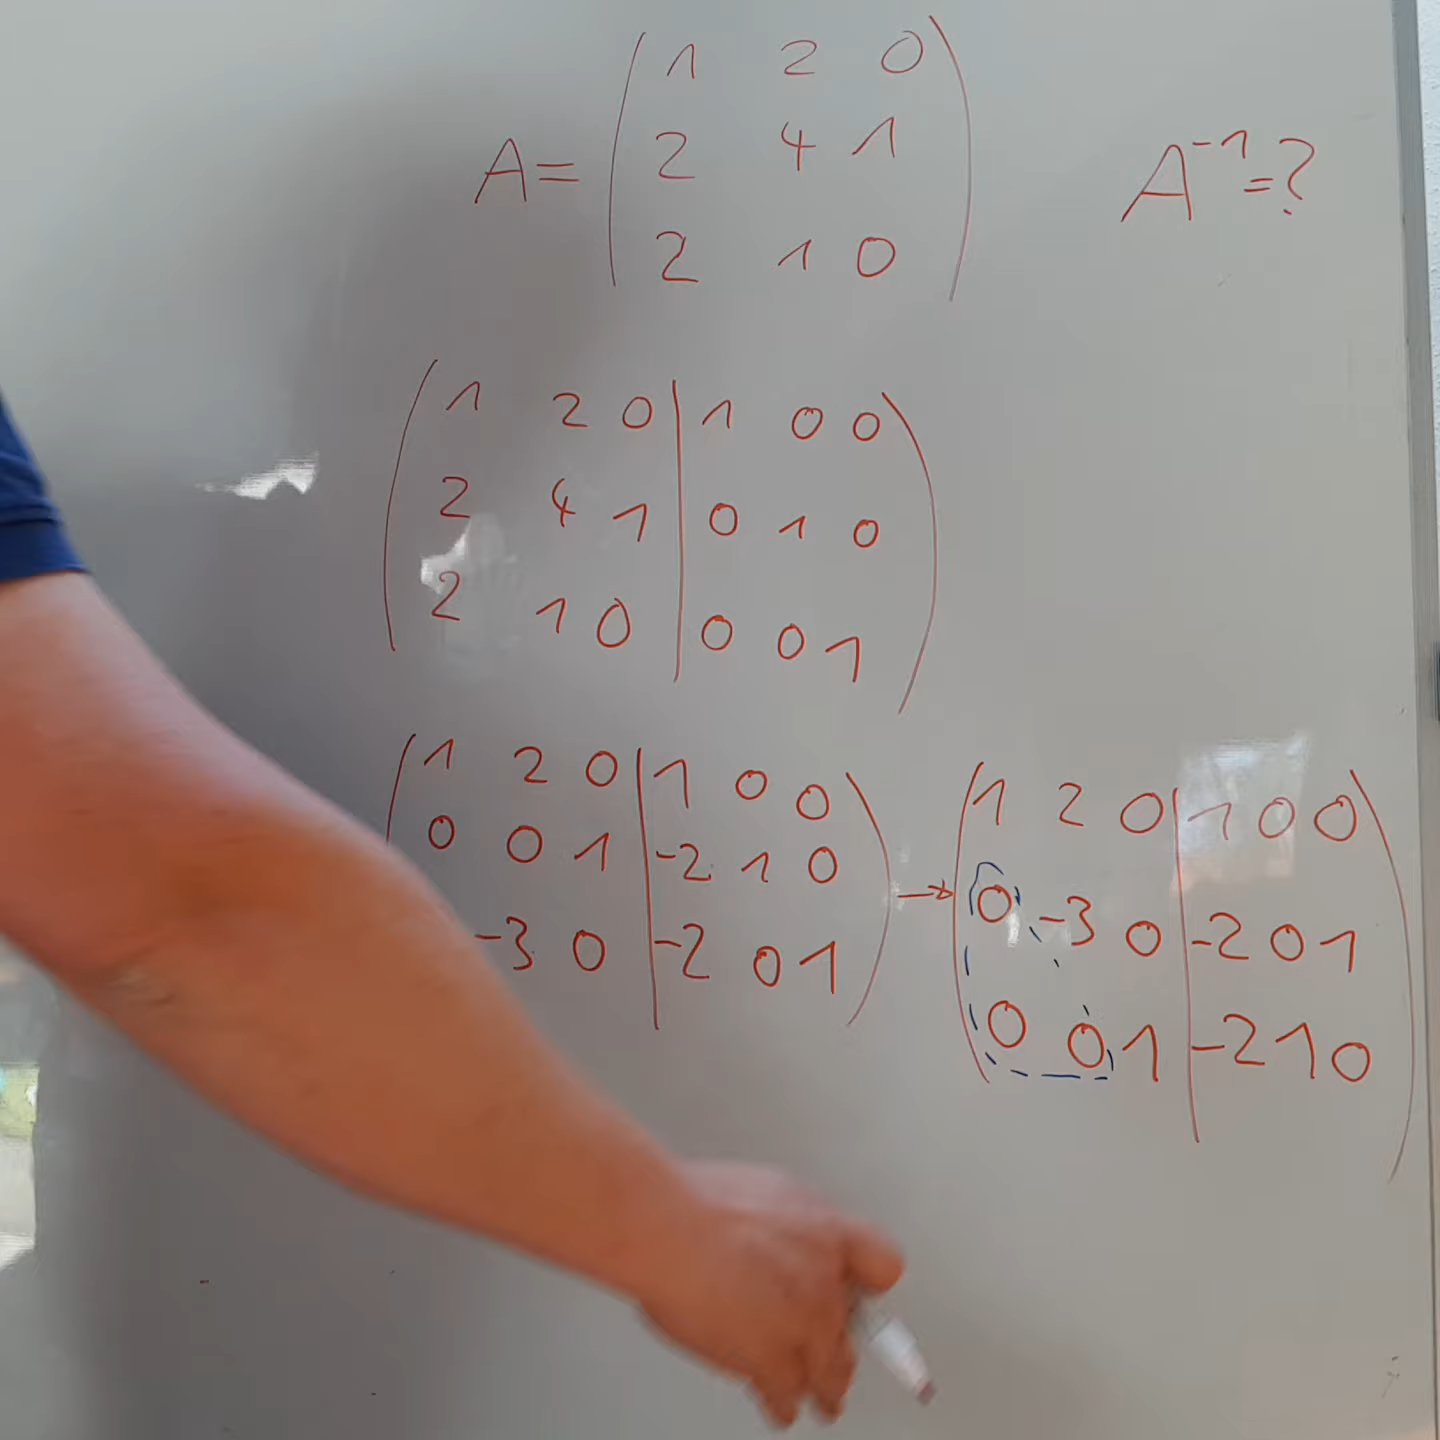 A = ( 1 2 0
2 4 1
2 1 0 )
A⁻¹ = ?
( 1 2 0 | 1 0 0
2 4 1 | 0 1 0
2 1 0 | 0 0 1 )
( 1 2 0 | 1 0 0
0 0 1 | -2 1 0
-3 0 | -2 0 1 )
→ ( 1 2 0 | 1 0 0
0 -3 0 | -2 0 1
0 0 1 | -2 1 0 )